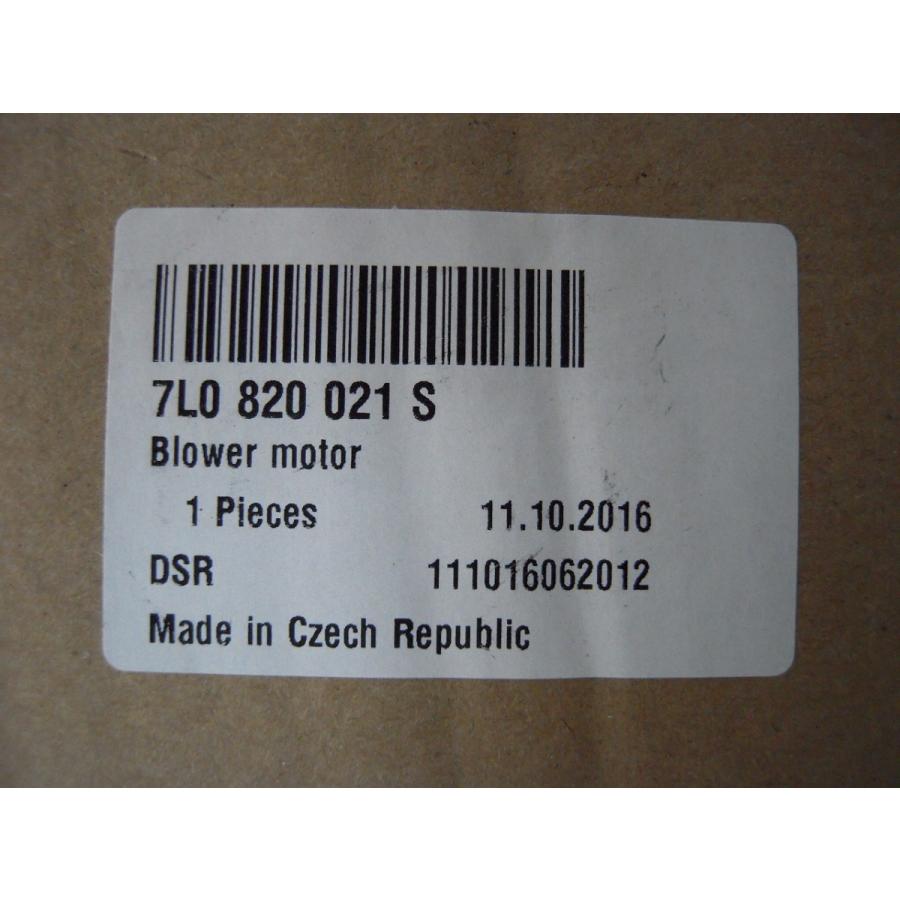 7L0 820 021 S
Blower motor
1 Pieces 11.10.2016
DSR 111016062012
Made in Czech Republic